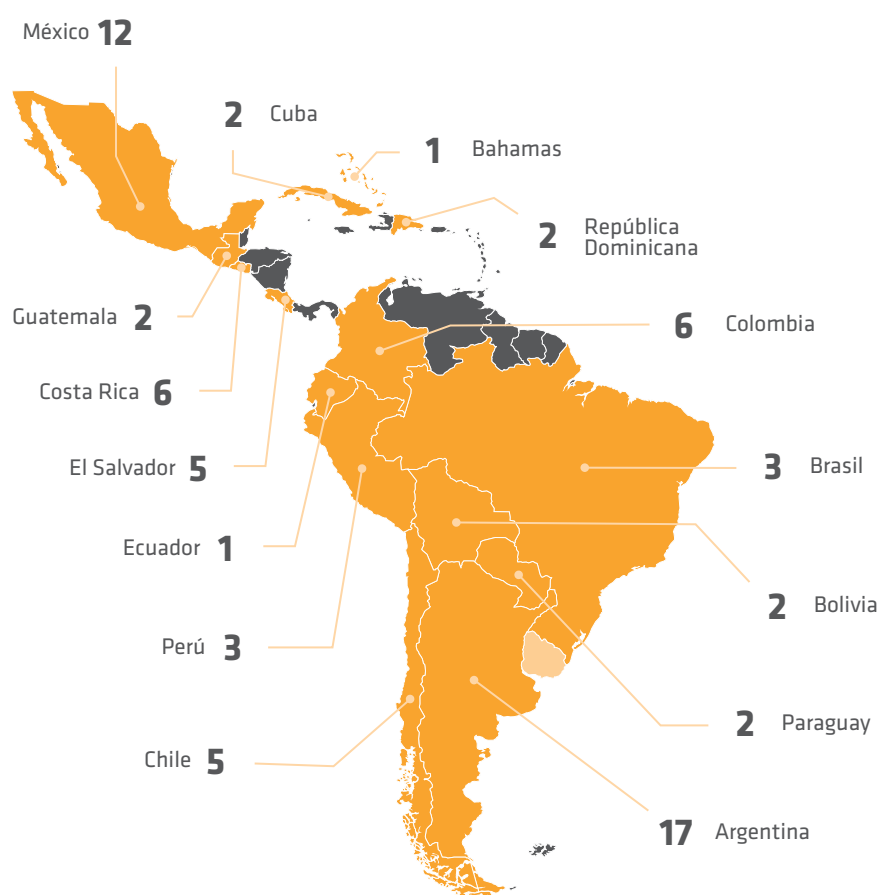 México 12
2 Cuba
1 Bahamas
2 República
Dominicana
Guatemala 2
6 Colombia
Costa Rica 6
El Salvador 5
3 Brasil
Ecuador 1
2 Bolivia
Perú 3
2 Paraguay
Chile 5
17 Argentina